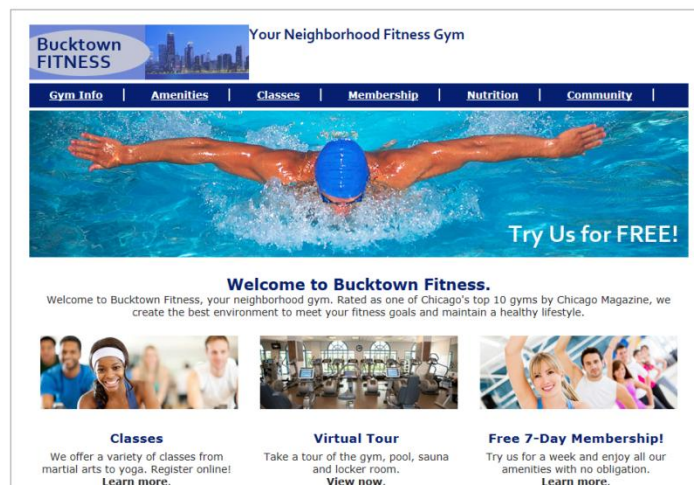 Bucktown
FITNESS
Your Neighborhood Fitness Gym
Gym Info | Amenities | Classes | Membership | Nutrition | Community |
Try Us for FREE!
Welcome to Bucktown Fitness.
Welcome to Bucktown Fitness, your neighborhood gym. Rated as one of Chicago's top 10 gyms by Chicago Magazine, we
create the best environment to meet your fitness goals and maintain a healthy lifestyle.
Classes
We offer a variety of classes from
martial arts to yoga. Register online!
Learn more.
Virtual Tour
Take a tour of the gym, pool, sauna
and locker room.
View now.
Free 7-Day Membership!
Try us for a week and enjoy all our
amenities with no obligation.
Learn more.